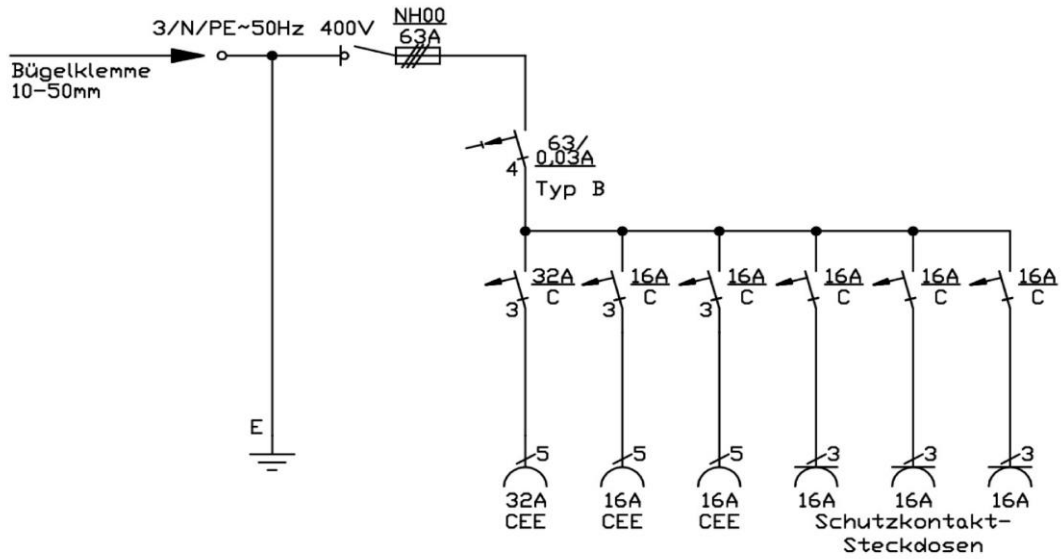 3/N/PE~50Hz 400V
NH00
63A
Bügelklemme
10-50mm
63/
0,03A
4
Typ B
32A
C
3
16A
C
3
16A
C
3
16A
C
16A
C
16A
C
E
5
5
5
3
3
3
32A
CEE
16A
CEE
16A
CEE
16A
16A
16A
Schutzkontakt-
Steckdosen